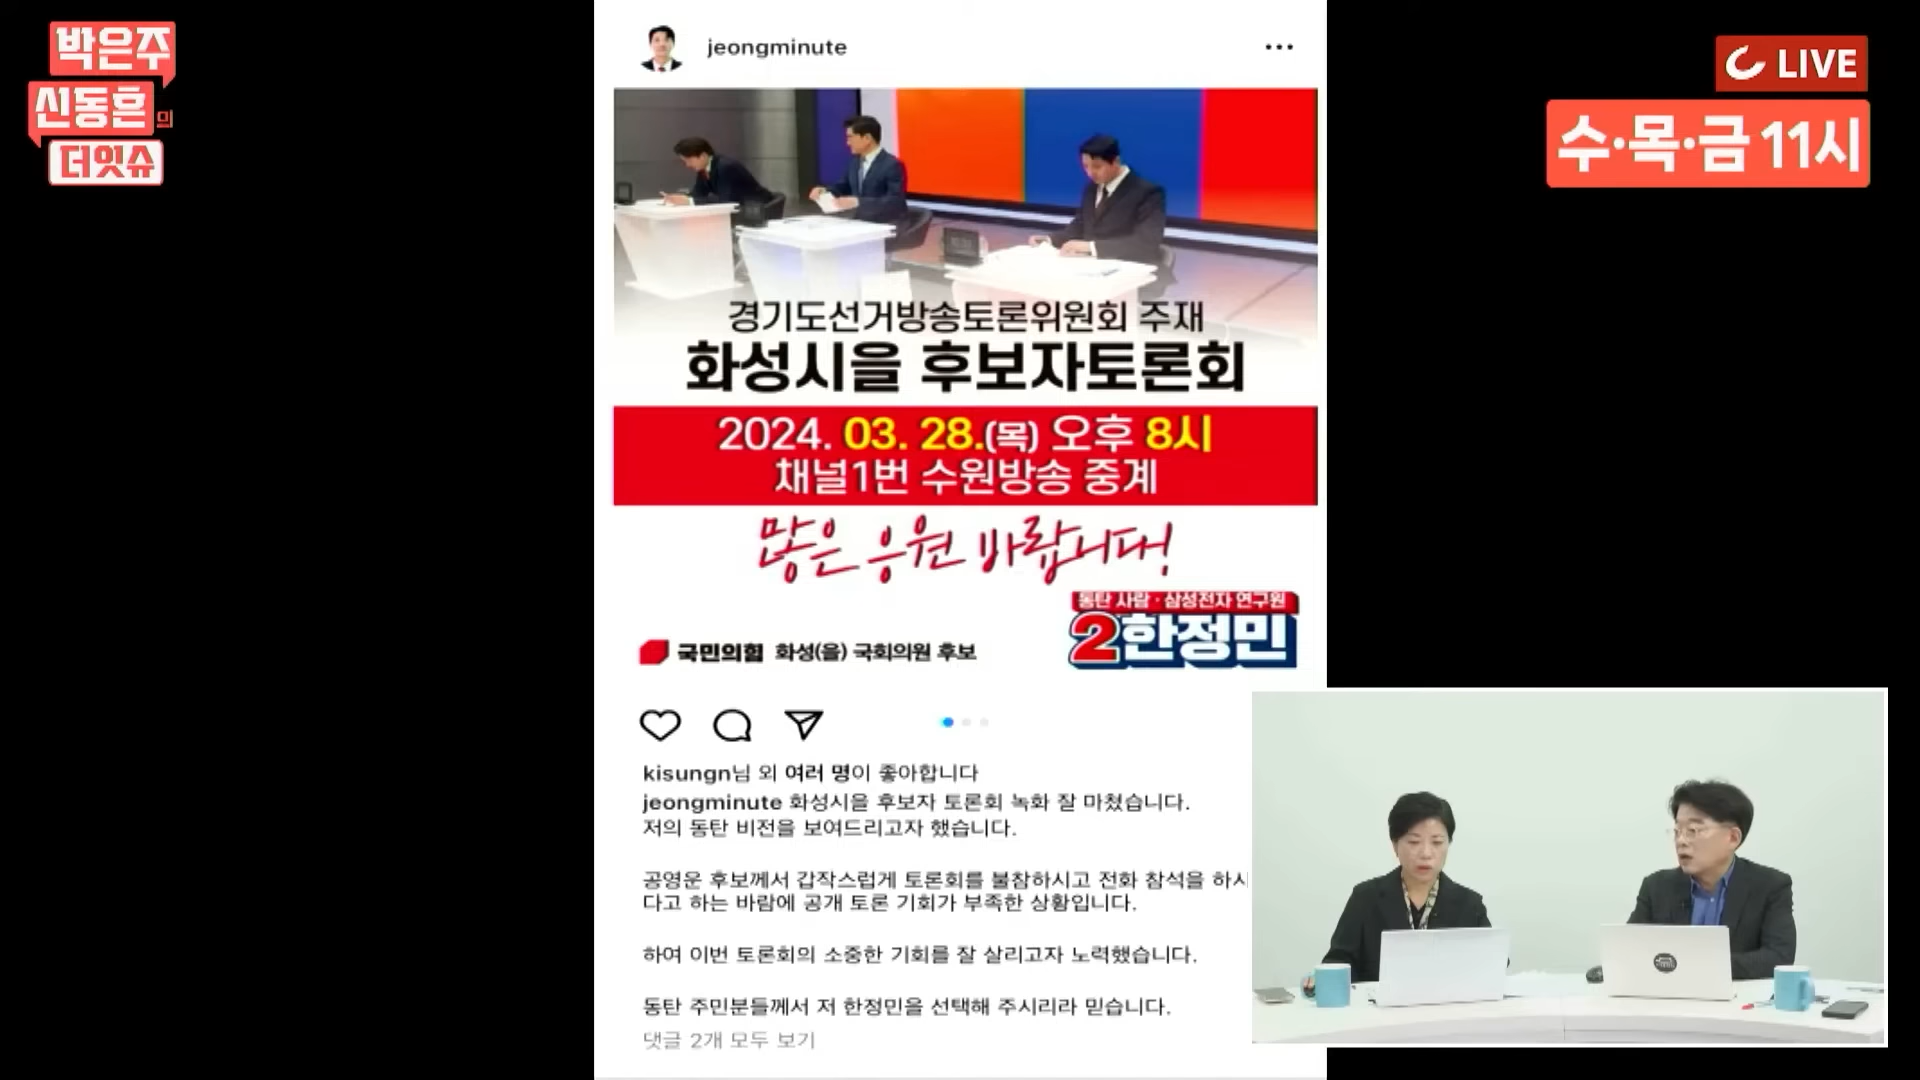 박은주
신동흔의
더잇슈
LIVE
수·목·금 11시
jeongminute
경기도선거방송토론위원회 주재
화성시을 후보자토론회
2024. 03. 28.(목) 오후 8시
채널1번 수원방송 중계
많은 응원 바랍니다!
동탄 사람·삼성전자 연구원
2한정민
국민의힘 화성(을) 국회의원 후보
kisungn님 외 여러 명이 좋아합니다
jeongminute 화성시을 후보자 토론회 녹화 잘 마쳤습니다.
저의 동탄 비전을 보여드리고자 했습니다.
공영운 후보께서 갑작스럽게 토론회를 불참하시고 전화 참석을 하시
다고 하는 바람에 공개 토론 기회가 부족한 상황입니다.
하여 이번 토론회의 소중한 기회를 잘 살리고자 노력했습니다.
동탄 주민분들께서 저 한정민을 선택해 주시리라 믿습니다.
댓글 2개 모두 보기